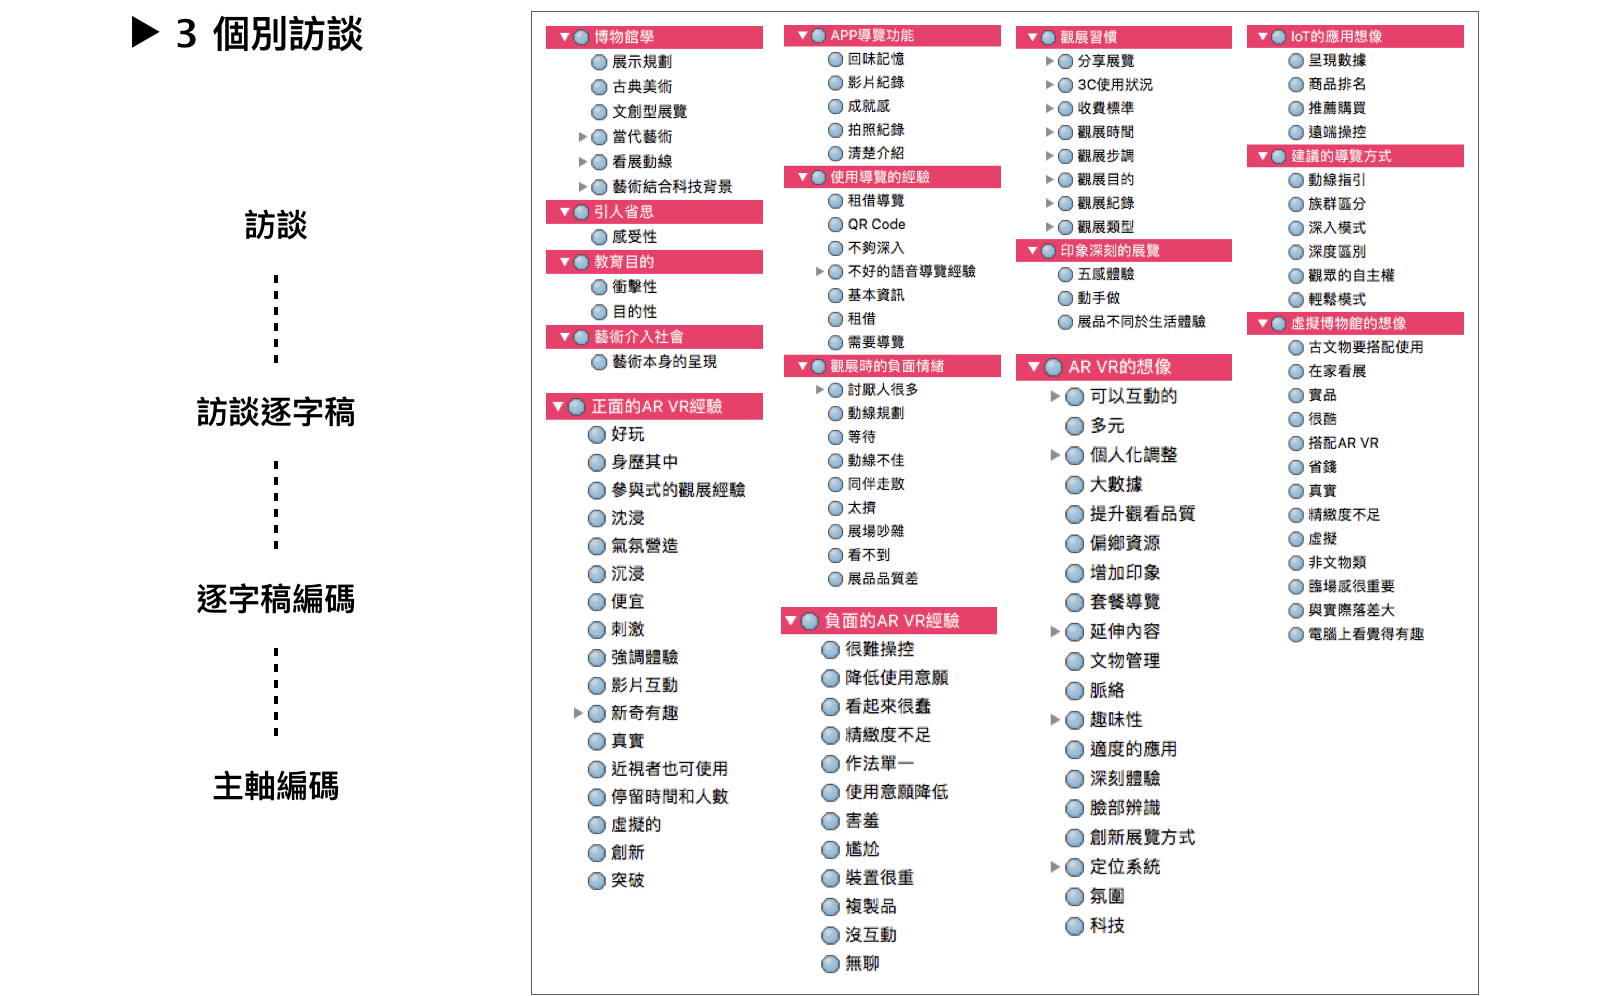 ▶ 3 個別訪談
訪談
訪談逐字稿
逐字稿編碼
主軸編碼
博物館學
展示規劃
古典美術
文創型展覽
當代藝術
看展動線
藝術結合科技背景
引人省思
感受性
教育目的
衝擊性
目的性
藝術介入社會
藝術本身的呈現
正面的AR VR經驗
好玩
身歷其中
參與式的觀展經驗
沈浸
氣氛營造
沉浸
便宜
刺激
強調體驗
影片互動
新奇有趣
真實
近視者也可使用
停留時間和人數
虛擬的
創新
突破
APP導覽功能
回味記憶
影片紀錄
成就感
拍照紀錄
清楚介紹
使用導覽的經驗
租借導覽
QR Code
不夠深入
不好的語音導覽經驗
基本資訊
租借
需要導覽
觀展時的負面情緒
討厭人很多
動線規劃
等待
動線不佳
同伴走散
太擠
展場吵雜
看不到
展品品質差
負面的AR VR經驗
很難操控
降低使用意願
看起來很蠢
精緻度不足
作法單一
使用意願降低
害羞
尷尬
裝置很重
複製品
沒互動
無聊
觀展習慣
分享展覽
3C使用狀況
收費標準
觀展時間
觀展步調
觀展目的
觀展紀錄
觀展類型
印象深刻的展覽
五感體驗
動手做
展品不同於生活體驗
AR VR的想像
可以互動的
多元
個人化調整
大數據
提升觀看品質
偏鄉資源
增加印象
套餐導覽
延伸內容
文物管理
脈絡
趣味性
適度的應用
深刻體驗
臉部辨識
創新展覽方式
定位系統
氛圍
科技
IoT的應用想像
呈現數據
商品排名
推薦購買
遠端操控
建議的導覽方式
動線指引
族群區分
深入模式
深度區別
觀眾的自主權
輕鬆模式
虛擬博物館的想像
古文物要搭配使用
在家看展
實品
很酷
搭配AR VR
省錢
真實
精緻度不足
虛擬
非文物類
臨場感很重要
與實際落差大
電腦上看覺得有趣